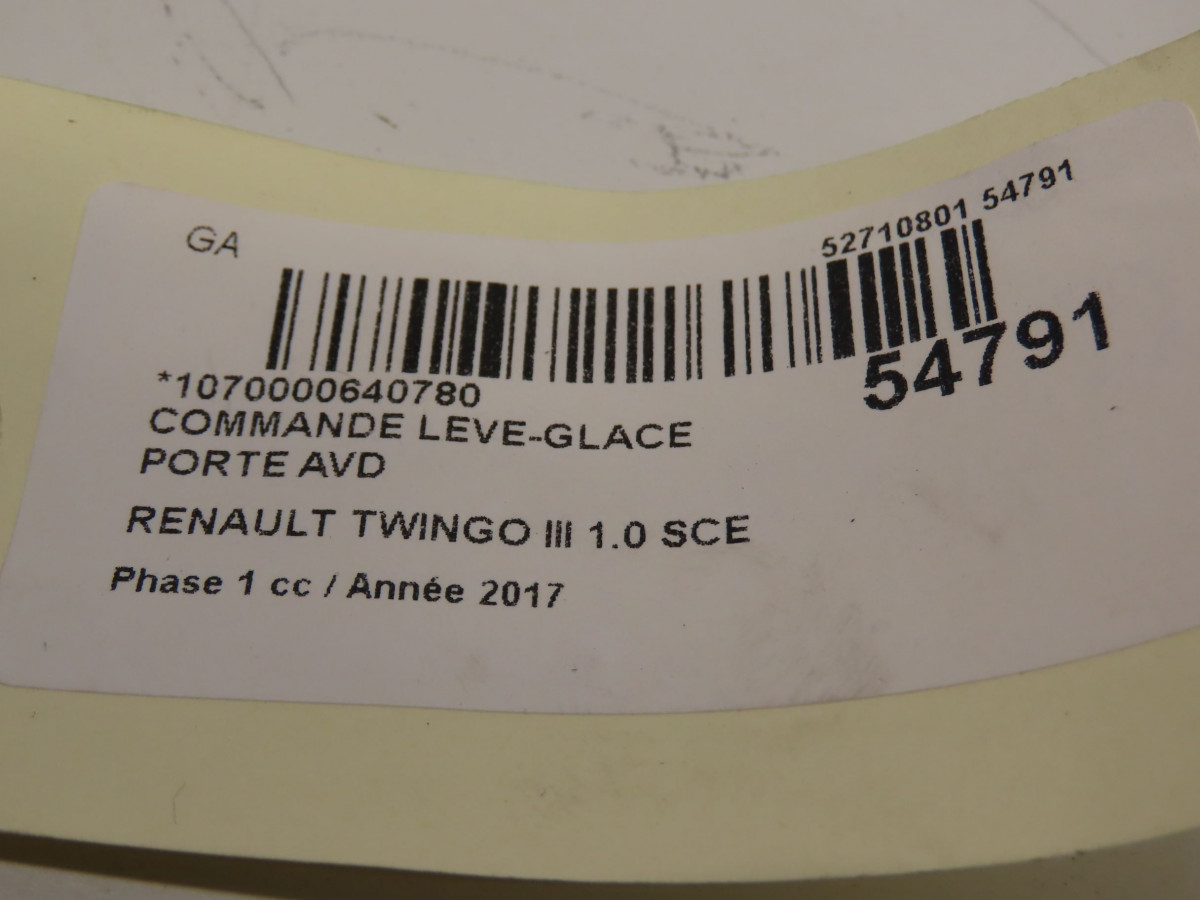 GA
52710801 54791
54791
*1070000640780
COMMANDE LEVE-GLACE
PORTE AVD
RENAULT TWINGO III 1.0 SCE
Phase 1 cc / Année 2017